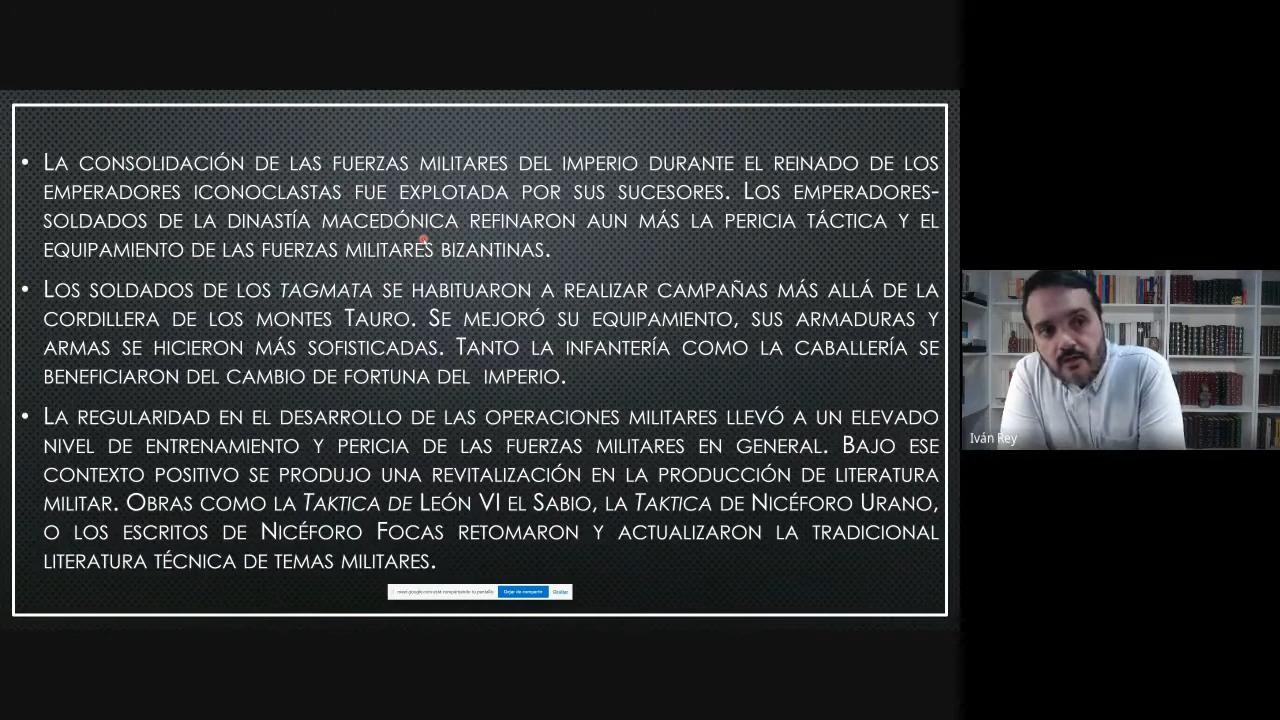 • La consolidación de las fuerzas militares del imperio durante el reinado de los
emperadores iconoclastas fue explotada por sus sucesores. Los emperadores-
soldados de la dinastía macedónica refinaron aun más la pericia táctica y el
equipamiento de las fuerzas militares bizantinas.
• Los soldados de los tagmata se habituaron a realizar campañas más allá de la
cordillera de los montes Tauro. Se mejoró su equipamiento, sus armaduras y
armas se hicieron más sofisticadas. Tanto la infantería como la caballería se
beneficiaron del cambio de fortuna del imperio.
• La regularidad en el desarrollo de las operaciones militares llevó a un elevado
nivel de entrenamiento y pericia de las fuerzas militares en general. Bajo ese
contexto positivo se produjo una revitalización en la producción de literatura
militar. Obras como la Taktica de León VI el Sabio, la Taktica de Nicéforo Urano,
o los escritos de Nicéforo Focas retomaron y actualizaron la tradicional
literatura técnica de temas militares.
meet.google.com está compartiendo tu pantalla. Dejar de compartir Ocultar
Iván Rey